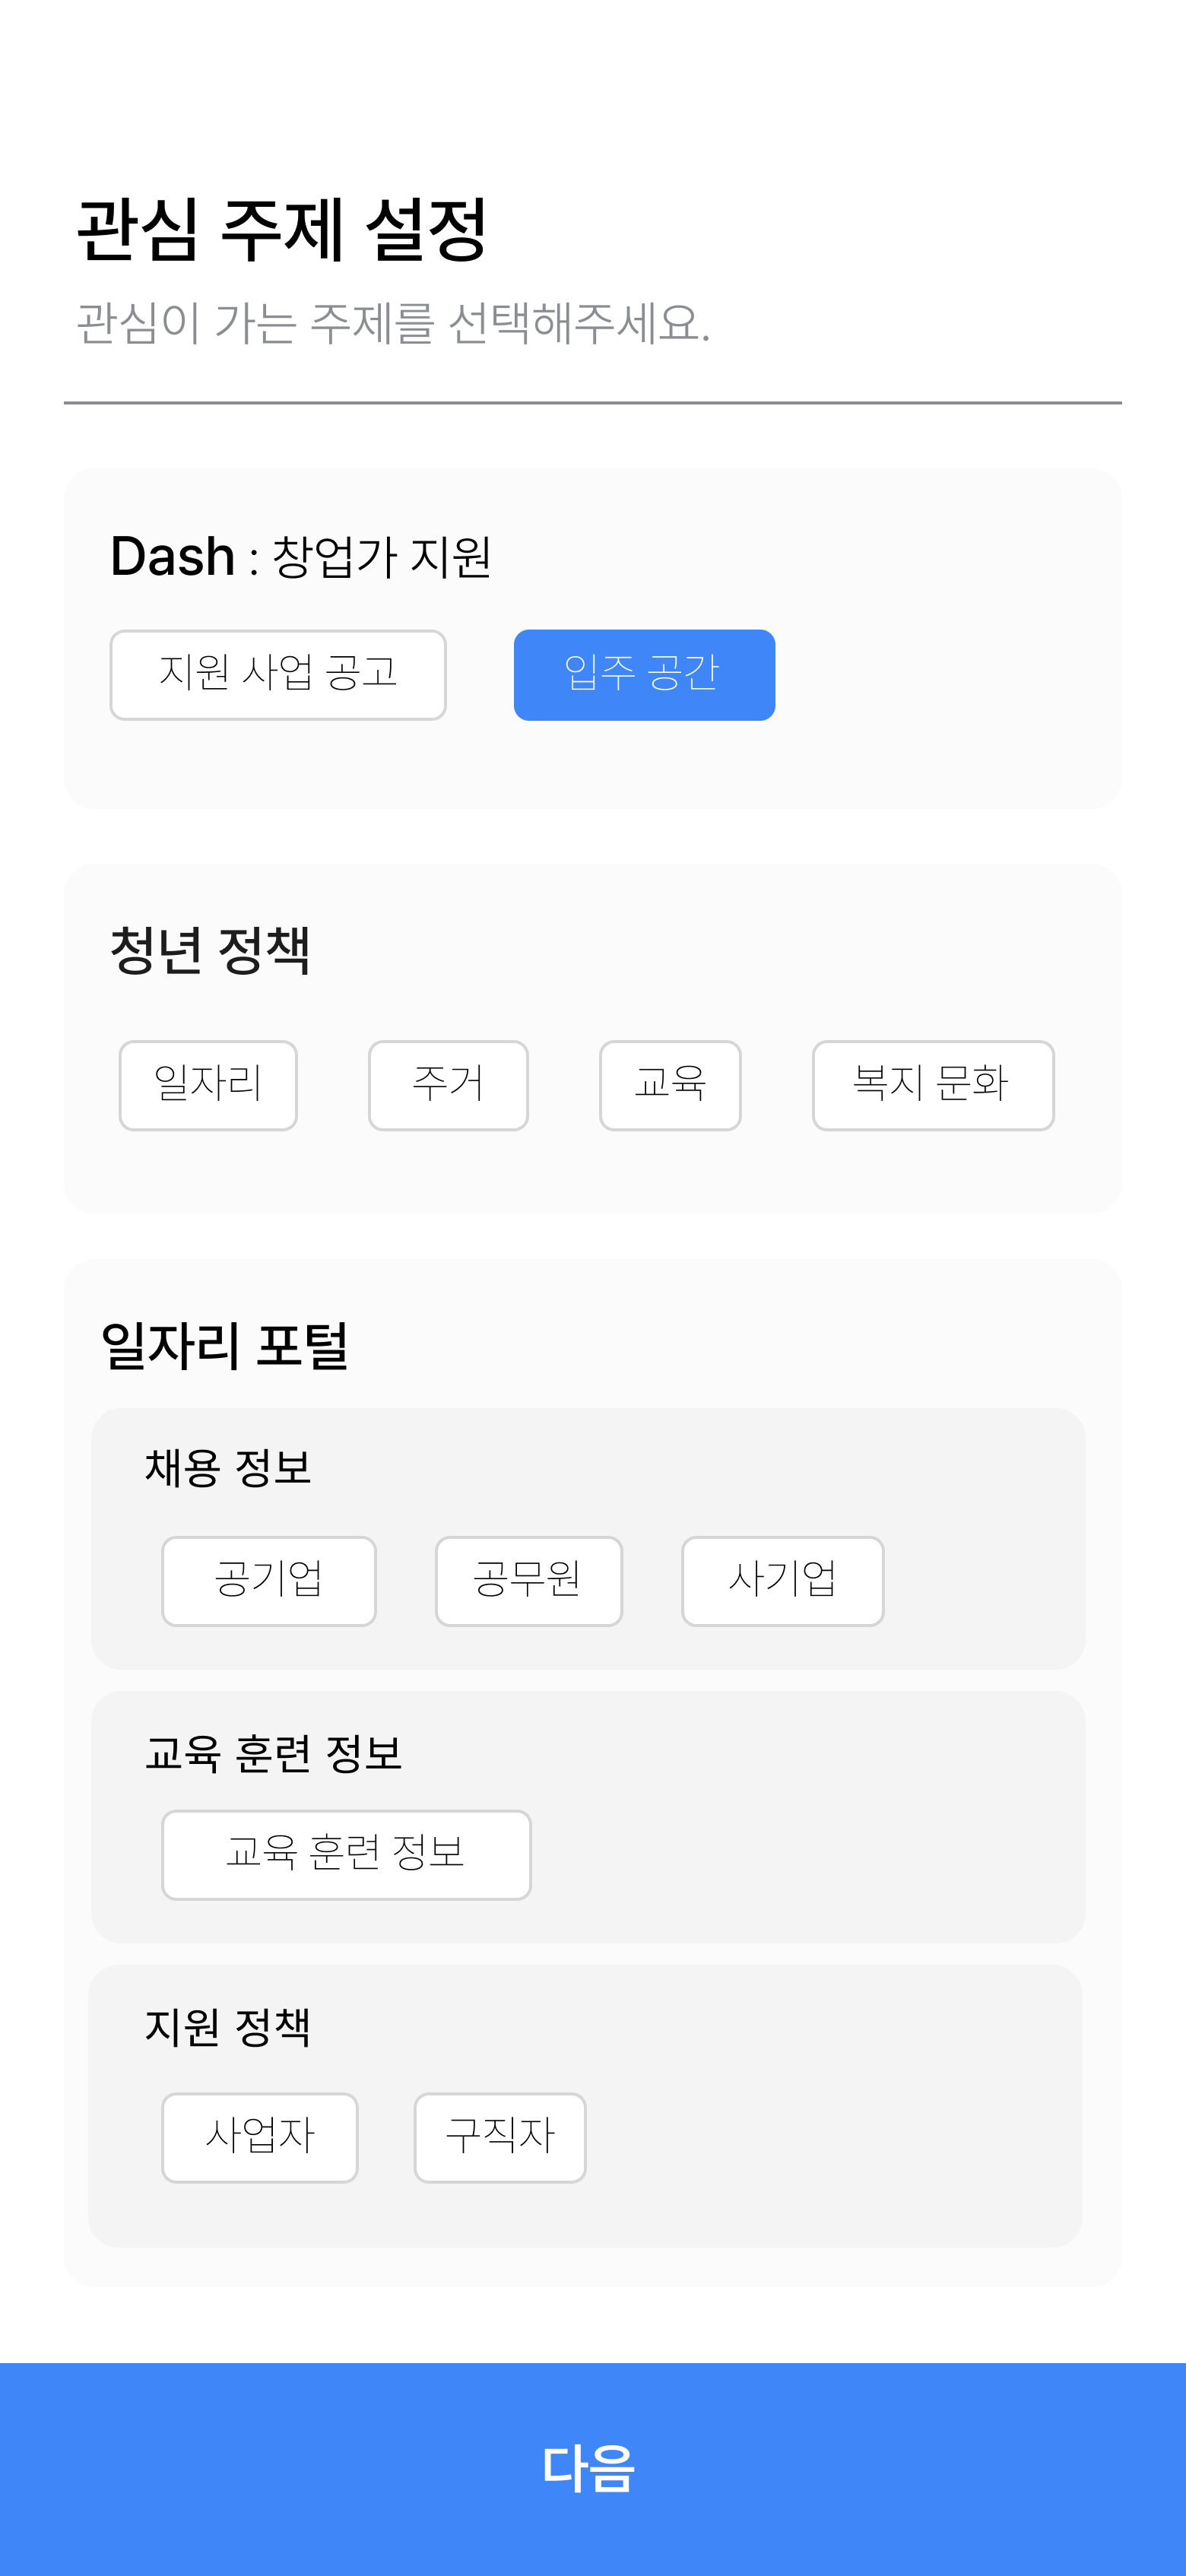 관심 주제 설정
관심이 가는 주제를 선택해주세요.
Dash : 창업가 지원
지원 사업 공고 입주 공간
청년 정책
일자리 주거 교육 복지 문화
일자리 포털
채용 정보
공기업 공무원 사기업
교육 훈련 정보
교육 훈련 정보
지원 정책
사업자 구직자
다음